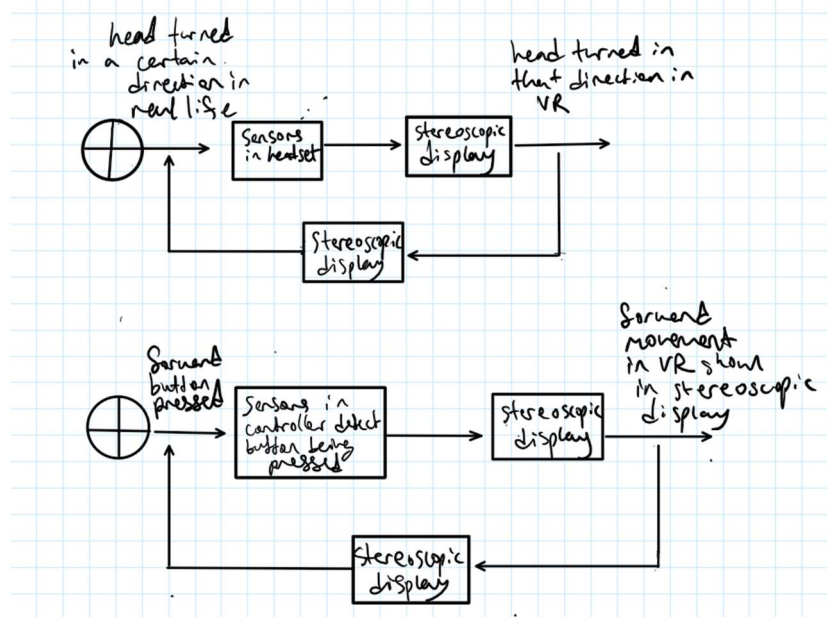 head turned
in a certain
direction in
real life
Sensors
in headset
stereoscopic
display
head turned in
that direction in
VR
Stereoscopic
display
forward
button
pressed
Sensors in
controller detect
button being
pressed
stereoscopic
display
forward
movement
in VR shown
in stereoscopic
display
stereoscopic
display